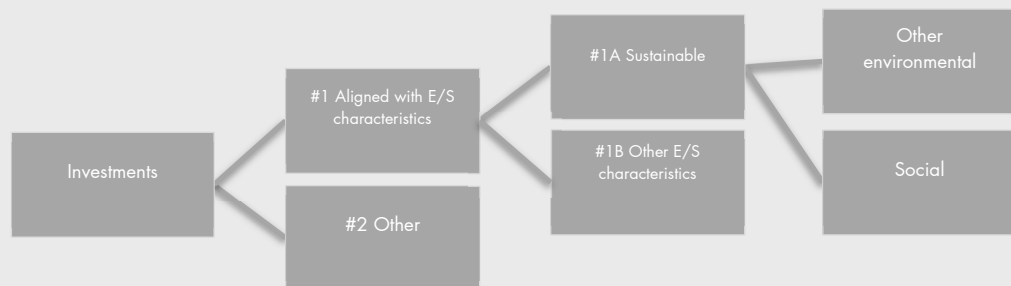 Investments
#1 Aligned with E/S
characteristics
#2 Other
#1A Sustainable
#1B Other E/S
characteristics
Other
environmental
Social